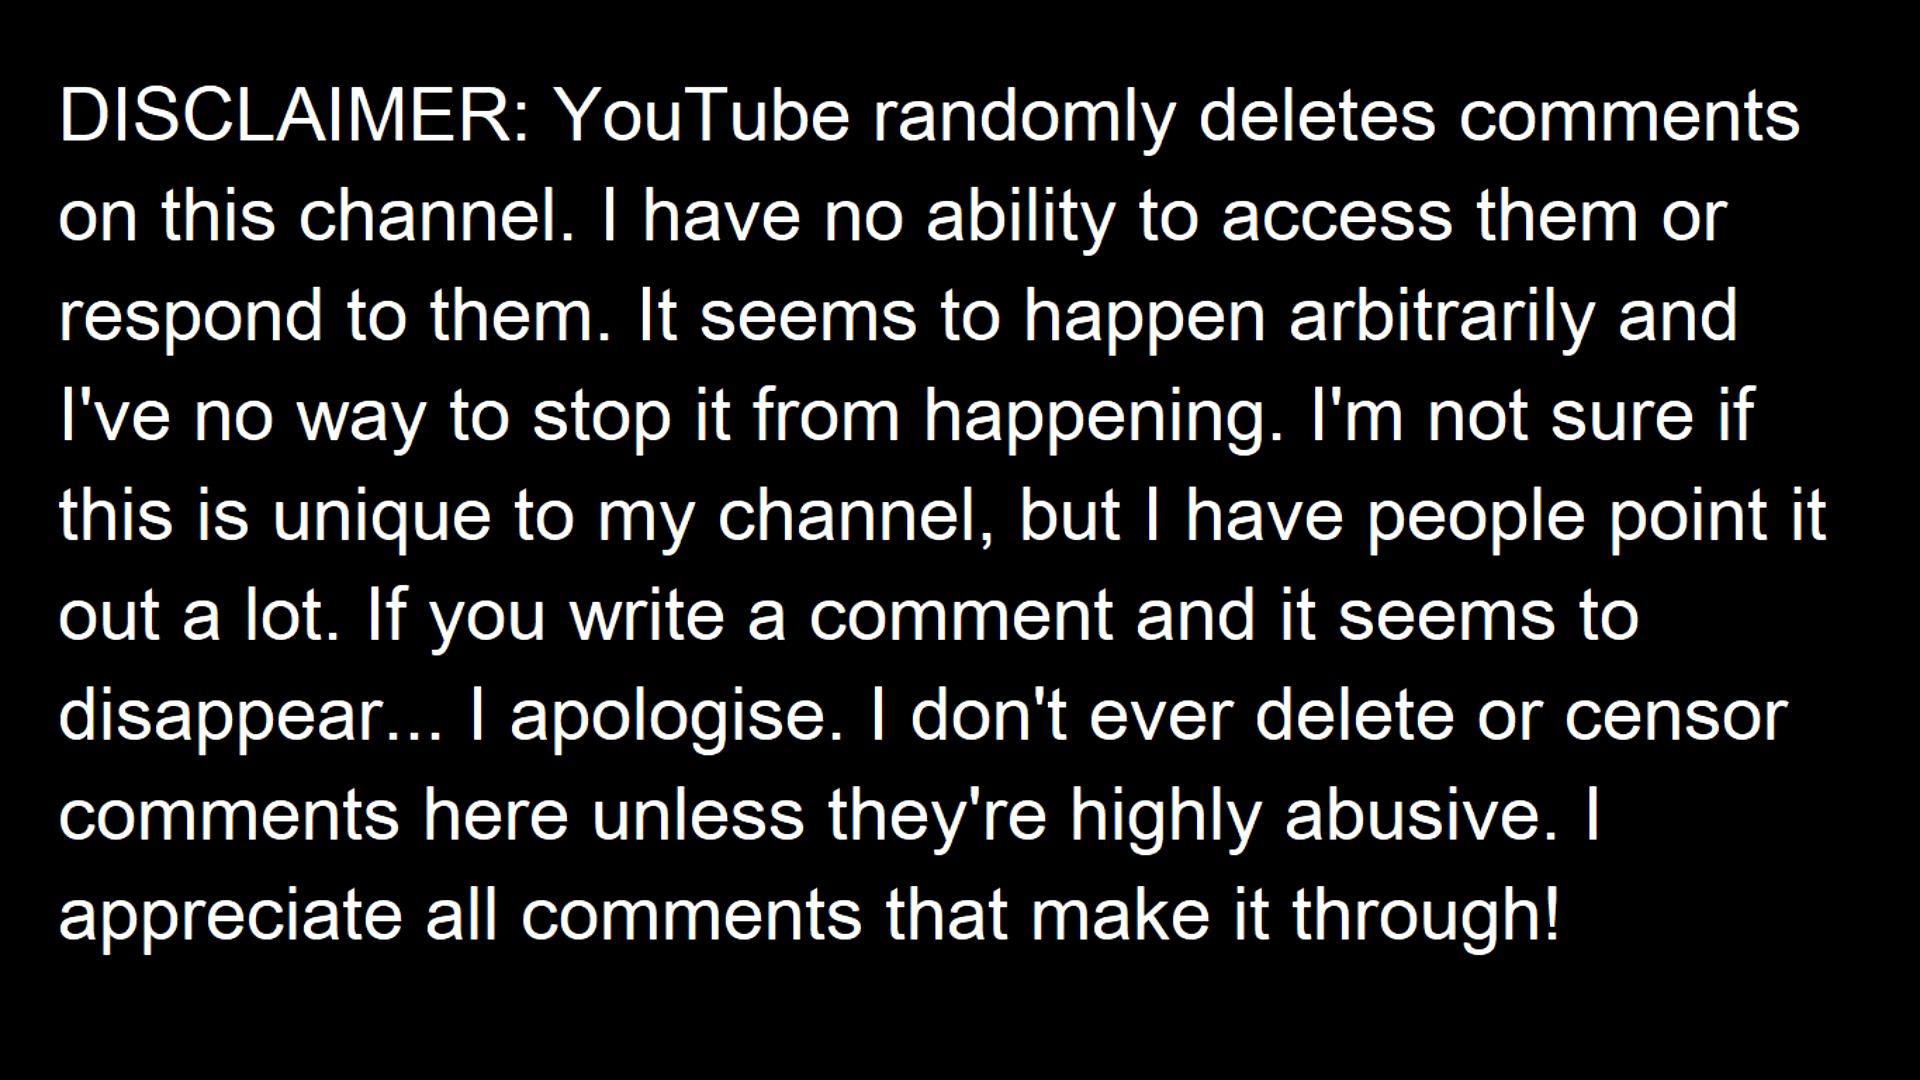 DISCLAIMER: YouTube randomly deletes comments
on this channel. I have no ability to access them or
respond to them. It seems to happen arbitrarily and
I've no way to stop it from happening. I'm not sure if
this is unique to my channel, but I have people point it
out a lot. If you write a comment and it seems to
disappear... I apologise. I don't ever delete or censor
comments here unless they're highly abusive. I
appreciate all comments that make it through!